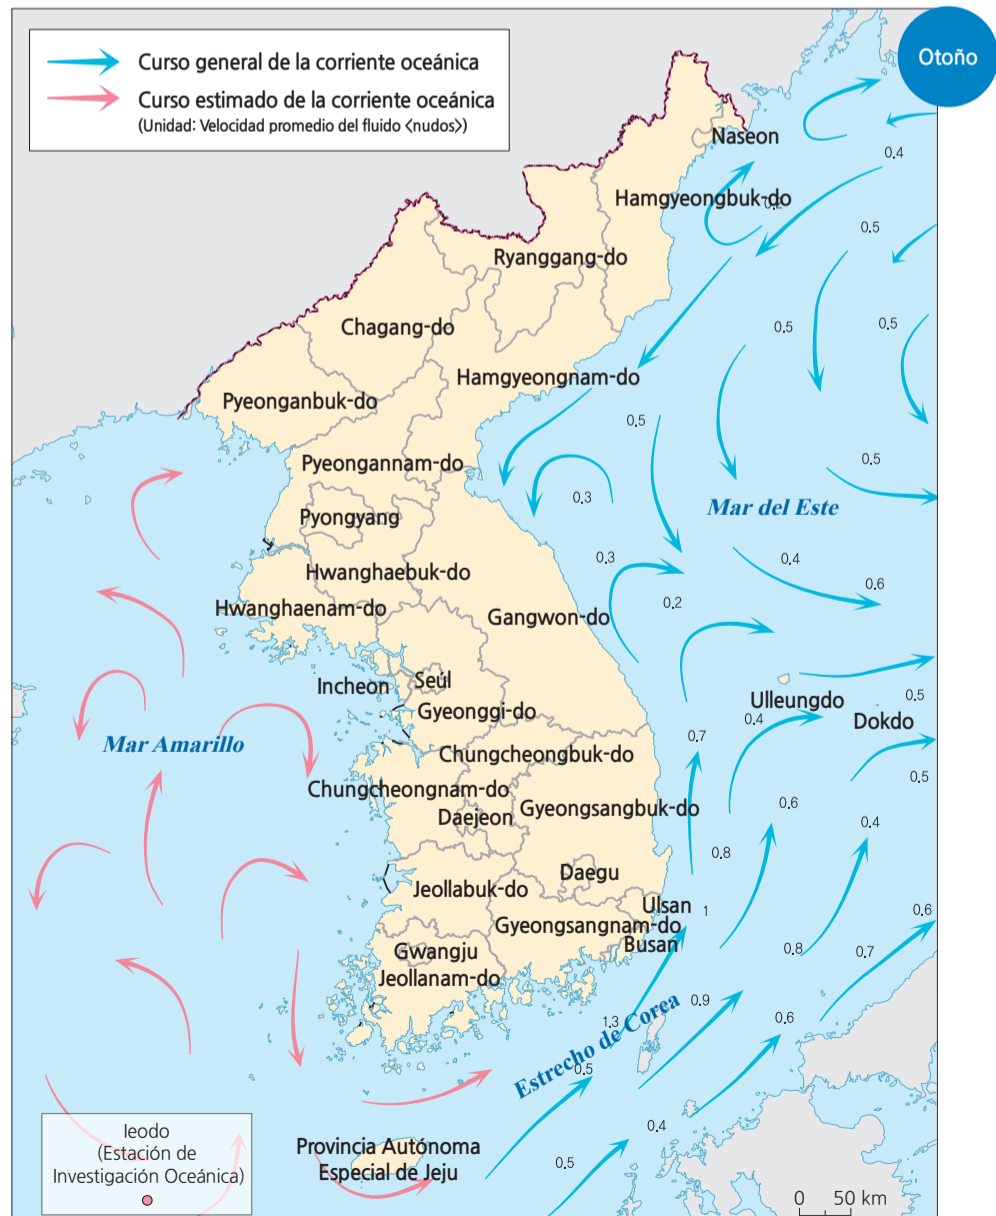 Curso general de la corriente oceánica
Curso estimado de la corriente oceánica
(Unidad: Velocidad promedio del fluido <nudos>)
Otoño
Naseon
0.4
Hamgyeongbuk-do
0.2
0.5
Ryanggang-do
Chagang-do
0.5
0.5
Hamgyeongnam-do
Pyeonganbuk-do
0.5
Pyeongannam-do
0.5
0.3
Mar del Este
Pyongyang
0.3
0.4
Hwanghaebuk-do
0.6
Hwanghaenam-do
0.2
Gangwon-do
Incheon
Seúl
Ulleungdo
0.5
Gyeonggi-do
0.4
Dokdo
Mar Amarillo
0.7
Chungcheongbuk-do
0.5
Chungcheongnam-do
Gyeongsangbuk-do
0.6
Daejeon
0.4
0.8
Daegu
Jeollabuk-do
Ulsan
1
0.6
Gyeongsangnam-do
Busan
Gwangju
0.8
0.7
Jeollanam-do
0.9
1.3
0.6
Estrecho de Corea
0.5
0.4
Ieodo
(Estación de
Investigación Oceánica)
Provincia Autónoma
Especial de Jeju
0.5
0 50 km